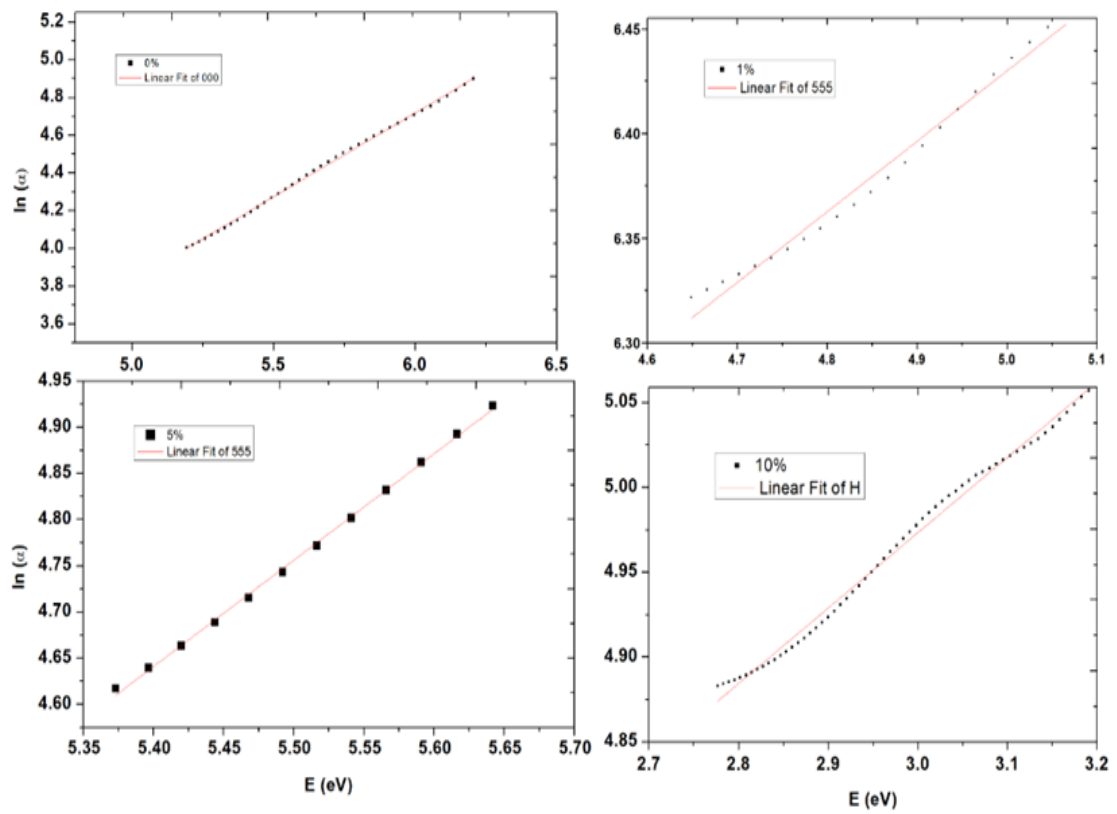 5.2
5.0
4.8
4.6
4.4
4.2
4.0
3.8
3.6
ln (α)
0%
Linear Fit of 000
5.0 5.5 6.0 6.5
6.45
6.40
6.35
6.30
1%
Linear Fit of 555
4.6 4.7 4.8 4.9 5.0 5.1
4.95
4.90
4.85
4.80
4.75
4.70
4.65
4.60
ln (α)
5%
Linear Fit of 555
5.35 5.40 5.45 5.50 5.55 5.60 5.65 5.70
E (eV)
5.05
5.00
4.95
4.90
4.85
10%
Linear Fit of H
2.7 2.8 2.9 3.0 3.1 3.2
E (eV)